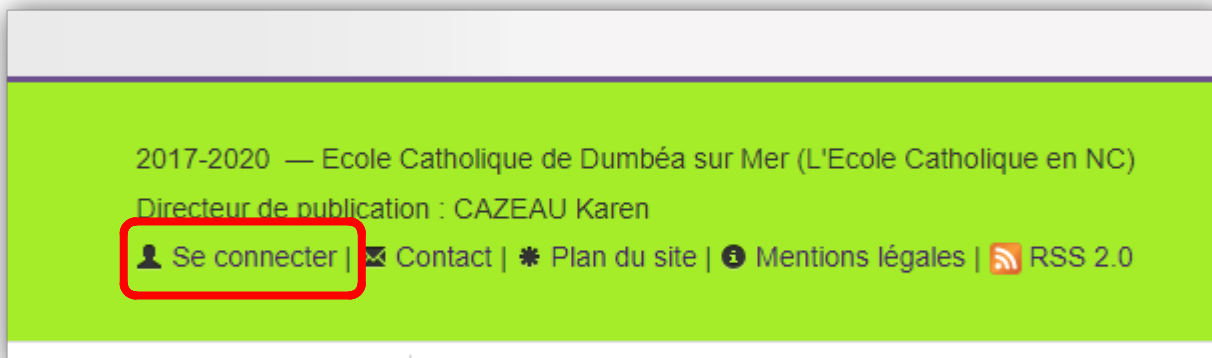 2017-2020 — Ecole Catholique de Dumbéa sur Mer (L'Ecole Catholique en NC)
Directeur de publication : CAZEAU Karen
Se connecter | Contact | Plan du site | Mentions légales | RSS 2.0